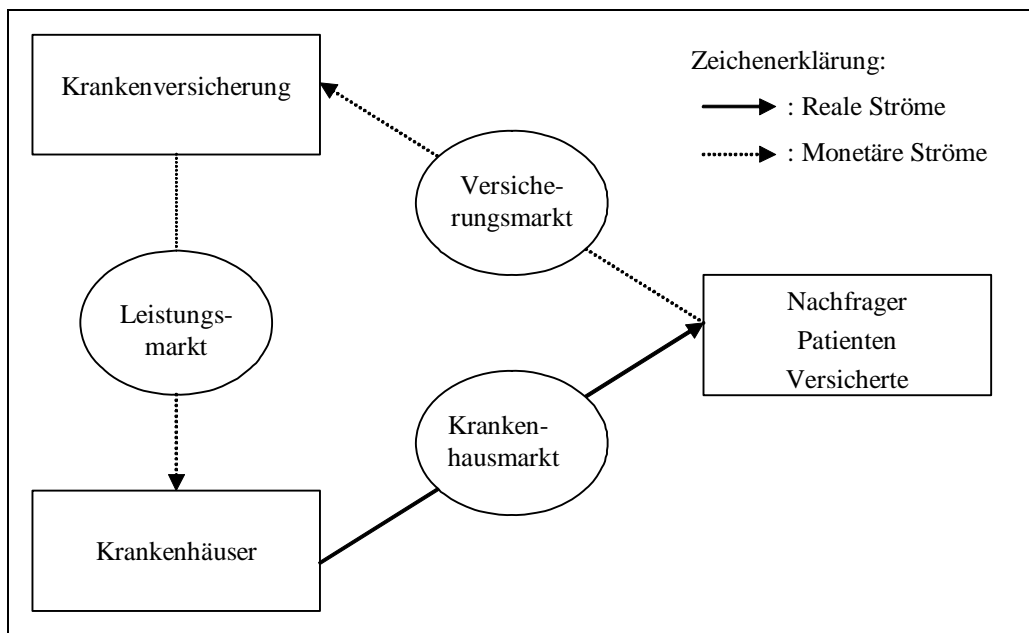 Krankenversicherung
Zeichenerklärung:
: Reale Ströme
: Monetäre Ströme
Versiche-
rungsmarkt
Leistungs-
markt
Nachfrager
Patienten
Versicherte
Kranken-
hausmarkt
Krankenhäuser